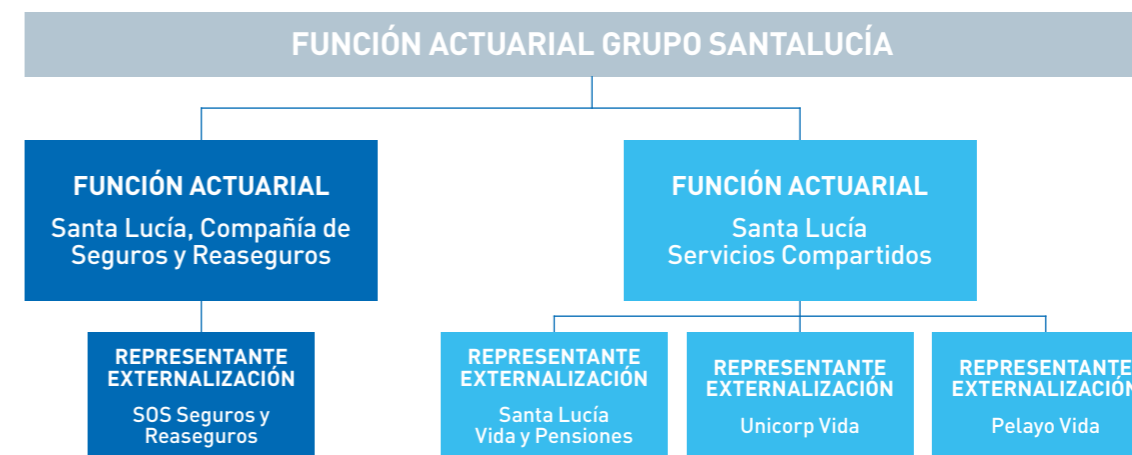 FUNCIÓN ACTUARIAL GRUPO SANTALUCÍA
FUNCIÓN ACTUARIAL
Santa Lucía, Compañía de
Seguros y Reaseguros
FUNCIÓN ACTUARIAL
Santa Lucía
Servicios Compartidos
REPRESENTANTE
EXTERNALIZACIÓN
SOS Seguros y
Reaseguros
REPRESENTANTE
EXTERNALIZACIÓN
Santa Lucía
Vida y Pensiones
REPRESENTANTE
EXTERNALIZACIÓN
Unicorp Vida
REPRESENTANTE
EXTERNALIZACIÓN
Pelayo Vida